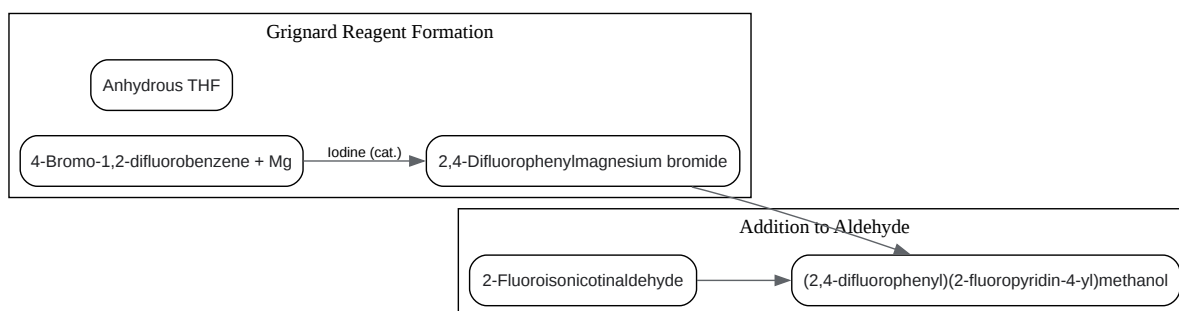 Grignard Reagent Formation
Anhydrous THF
4-Bromo-1,2-difluorobenzene + Mg
Iodine (cat.)
2,4-Difluorophenylmagnesium bromide
Addition to Aldehyde
2-Fluoroisonicotinaldehyde
(2,4-difluorophenyl)(2-fluoropyridin-4-yl)methanol